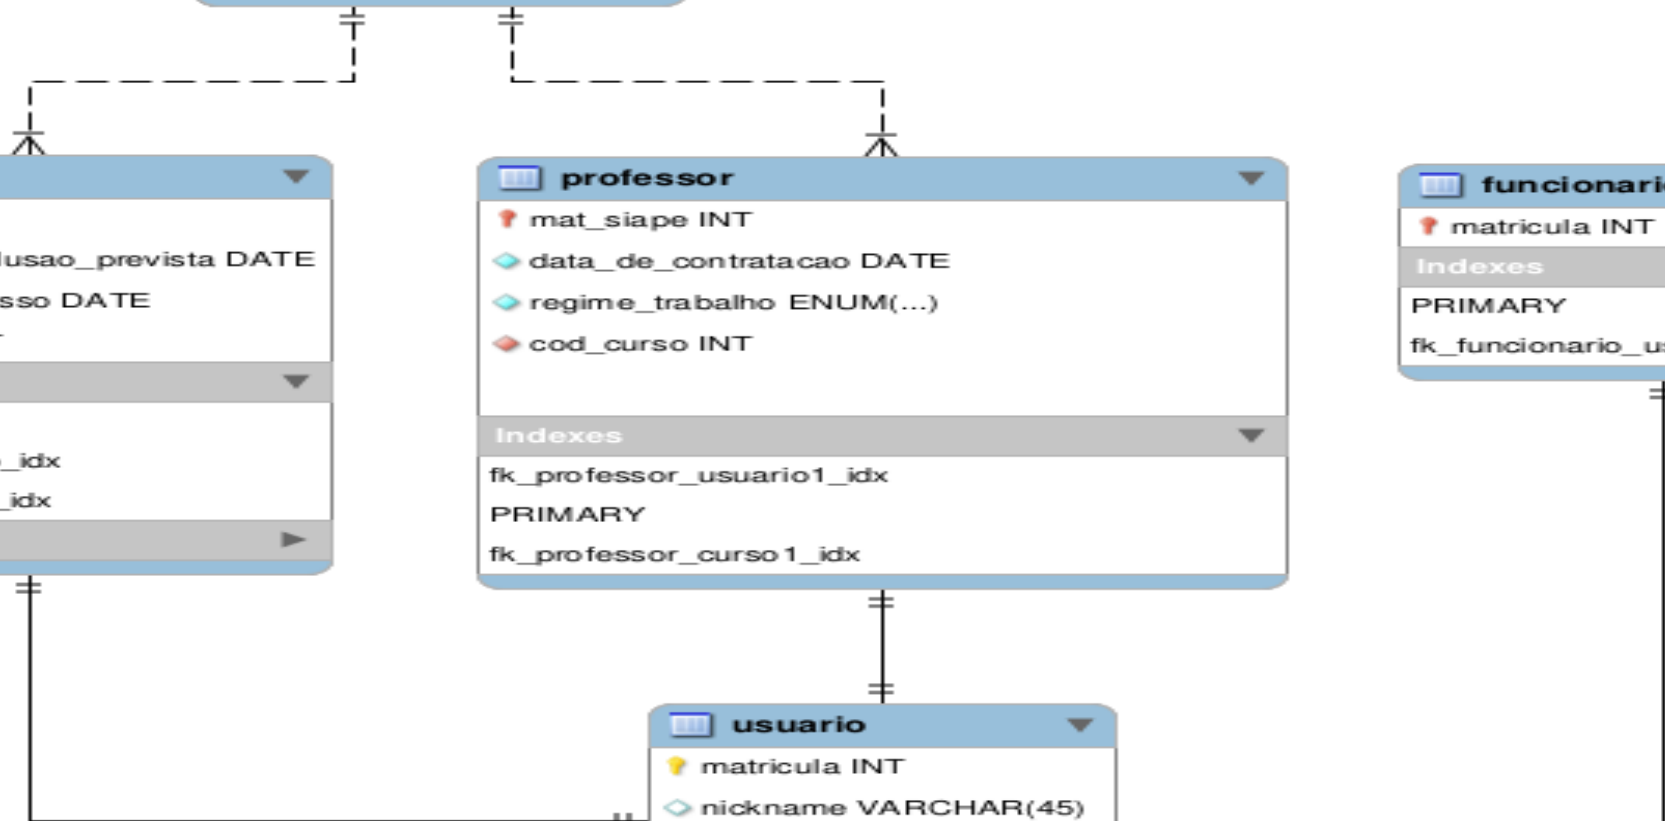 lusao_prevista DATE
sso DATE
_idx
_idx
professor
mat_siape INT
data_de_contratacao DATE
regime_trabalho ENUM(...)
cod_curso INT
Indexes
fk_professor_usuario1_idx
PRIMARY
fk_professor_curso1_idx
funcionari
matricula INT
Indexes
PRIMARY
fk_funcionario_u
usuario
matricula INT
nickname VARCHAR(45)